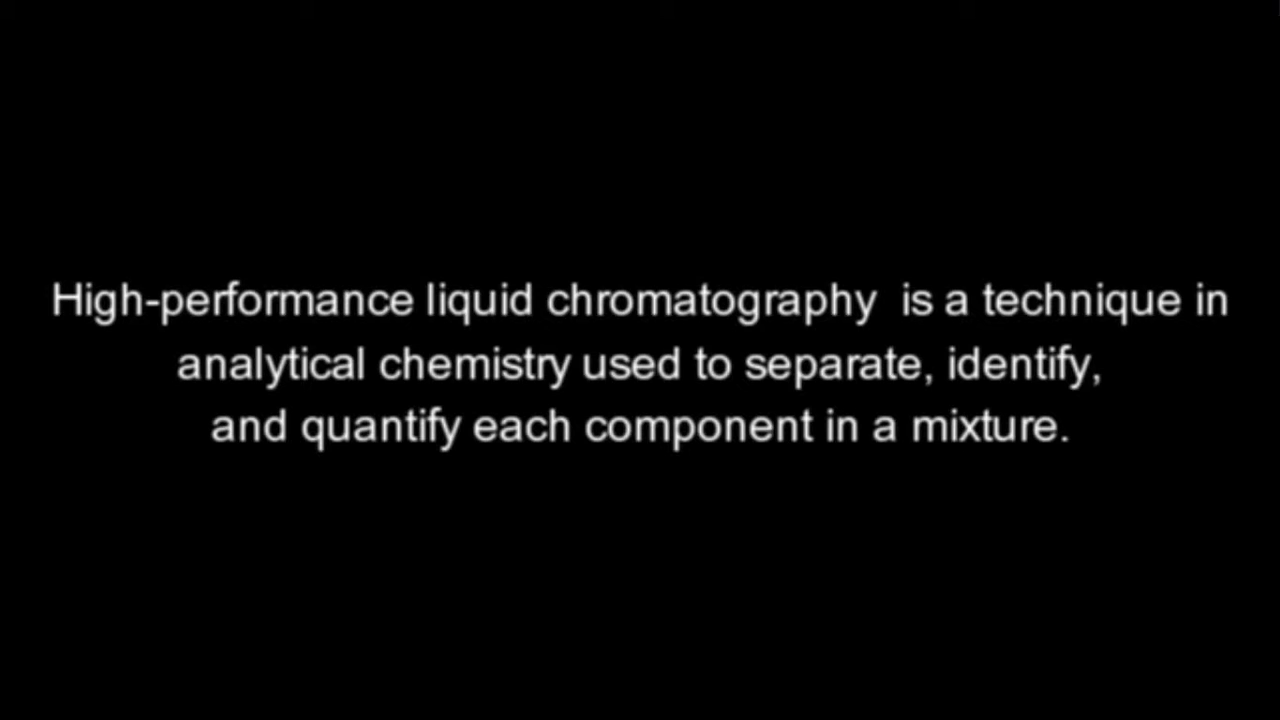 High-performance liquid chromatography  is a technique in
analytical chemistry used to separate, identify,
and quantify each component in a mixture.